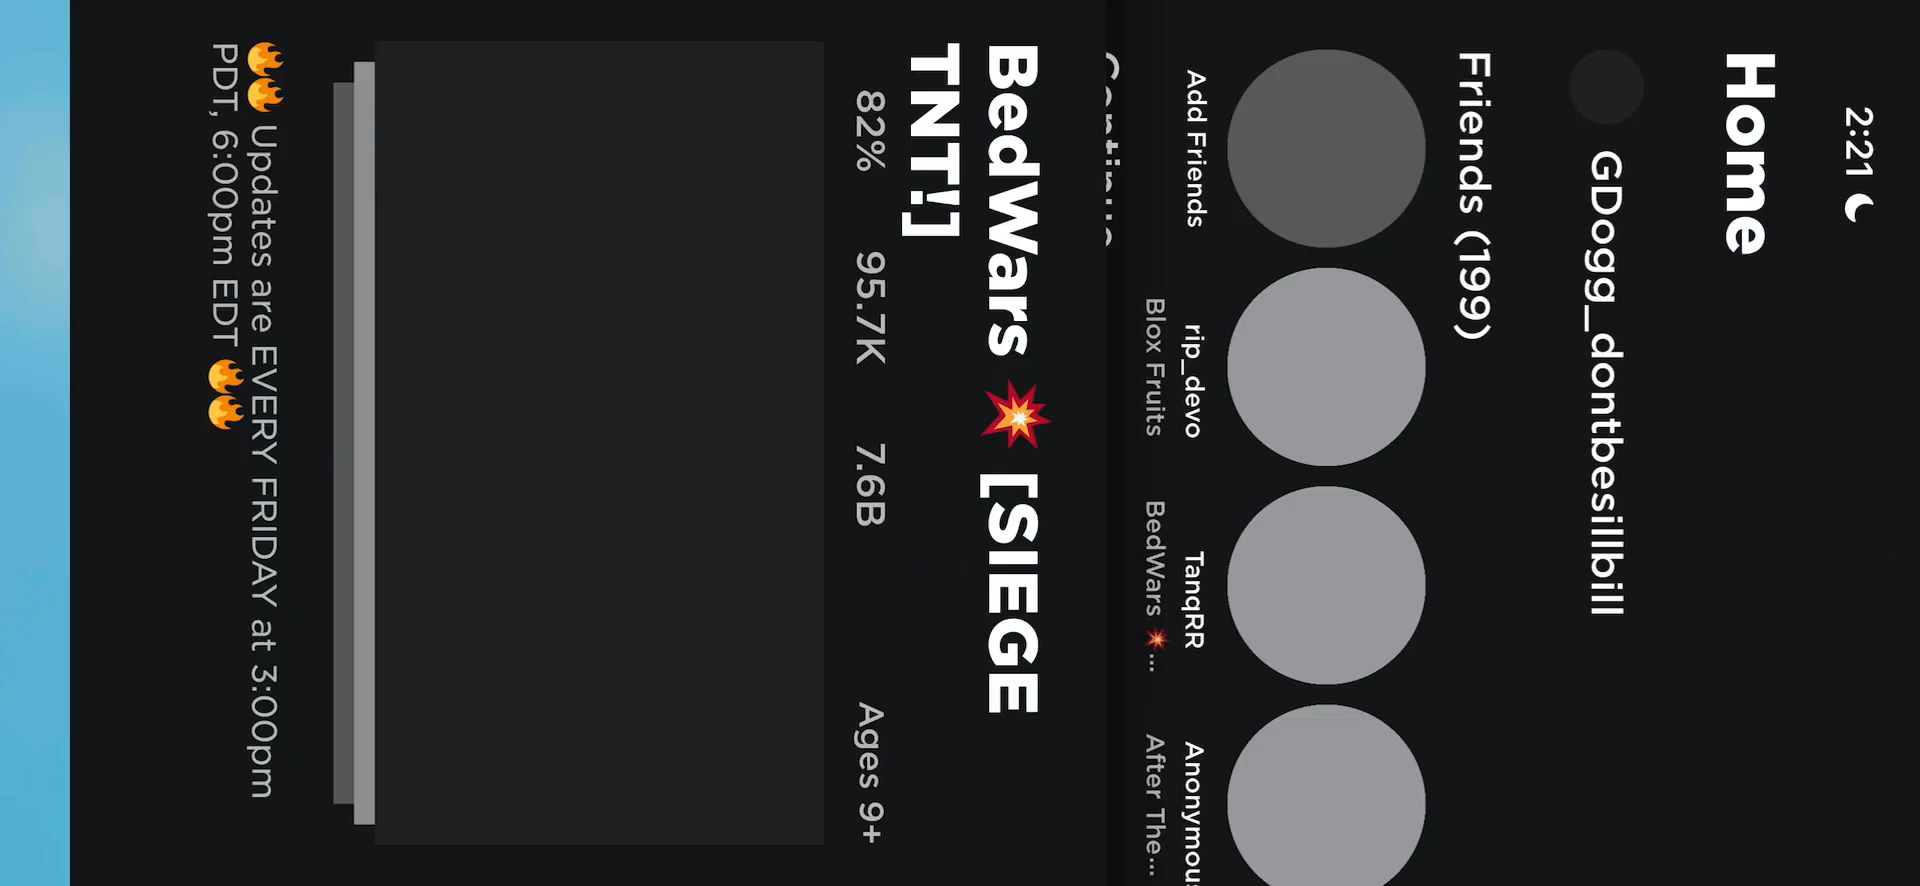 2:21
Home
GDogg_dontbesillbill
Friends (199)
Add Friends
rip_devo
Blox Fruits
TanqRR
BedWars 💥...
Anonymous
After The...
BedWars 💥 [SIEGE
TNT!]
82%
95.7K
7.6B
Ages 9+
🔥🔥 Updates are EVERY FRIDAY at 3:00pm
PDT, 6:00pm EDT 🔥🔥